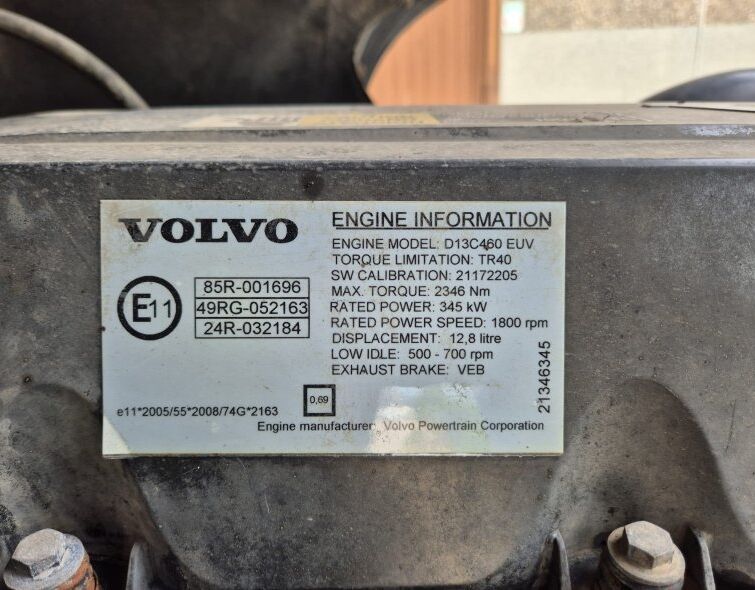 VOLVO
E11
85R-001696
49RG-052163
24R-032184
e11*2005/55*2008/74G*2163
0,69
ENGINE INFORMATION
ENGINE MODEL: D13C460 EUV
TORQUE LIMITATION: TR40
SW CALIBRATION: 21172205
MAX. TORQUE: 2346 Nm
RATED POWER: 345 kW
RATED POWER SPEED: 1800 rpm
DISPLACEMENT: 12,8 litre
LOW IDLE: 500 - 700 rpm
EXHAUST BRAKE: VEB
Engine manufacturer: Volvo Powertrain Corporation
21346345